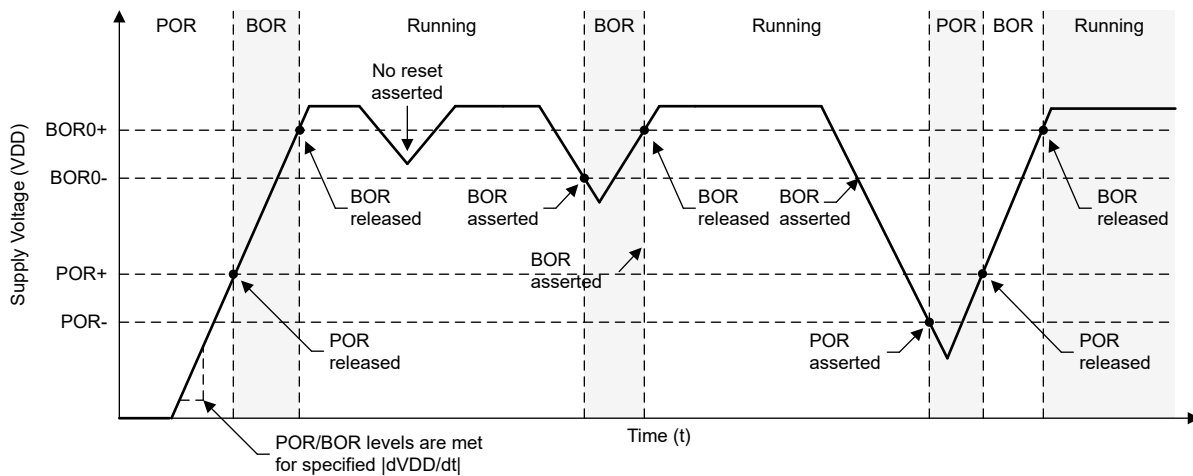 POR
BOR
Running
BOR
Running
POR
BOR
Running
No reset
asserted
Supply Voltage (VDD)
BOR0+
BOR0-
POR+
POR-
BOR
released
BOR
asserted
BOR
released
BOR
asserted
BOR
released
BOR
asserted
POR
released
POR
asserted
POR
released
Time (t)
POR/BOR levels are met
for specified |dVDD/dt|